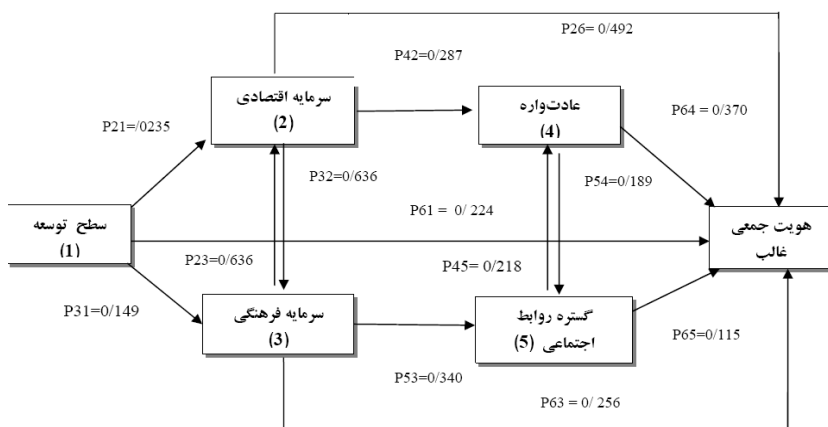 P26= 0/492
P42=0/287
سرمایه اقتصادی
(2)
عادت‌واره
(4)
P64 = 0/370
P21=/0235
P32=0/636
P54=0/189
P61 = 0/ 224
سطح توسعه
(1)
هویت جمعی
غالب
P23=0/636
P45=0/218
P31=0/149
سرمایه فرهنگی
(3)
گستره روابط
اجتماعی (5)
P65=0/115
P53=0/340
P63 = 0/ 256